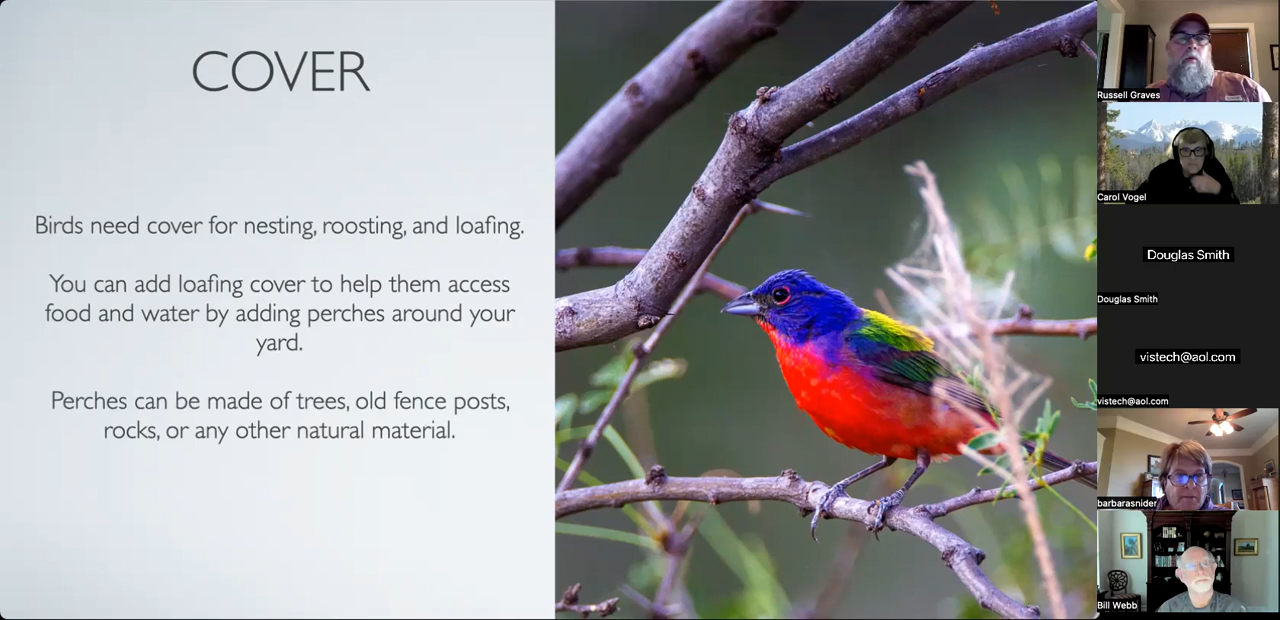 COVER
Birds need cover for nesting, roosting, and loafing.
You can add loafing cover to help them access
food and water by adding perches around your
yard.
Perches can be made of trees, old fence posts,
rocks, or any other natural material.
Russell Graves
Carol Vogel
Douglas Smith
Douglas Smith
vistech@aol.com
vistech@aol.com
barbarasnider
Bill Webb